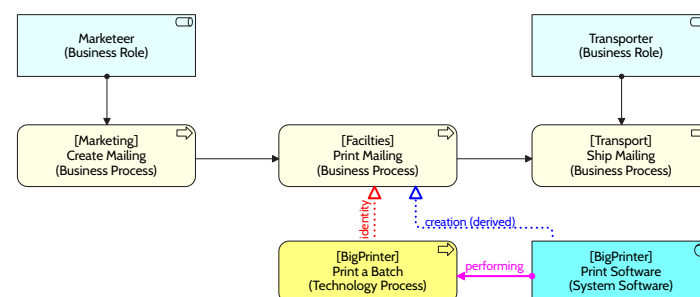 Marketeer
(Business Role)
Transporter
(Business Role)
[Marketing]
Create Mailing
(Business Process)
[Facilties]
Print Mailing
(Business Process)
[Transport]
Ship Mailing
(Business Process)
identity
creation (derived)
[BigPrinter]
Print a Batch
(Technology Process)
performing
[BigPrinter]
Print Software
(System Software)